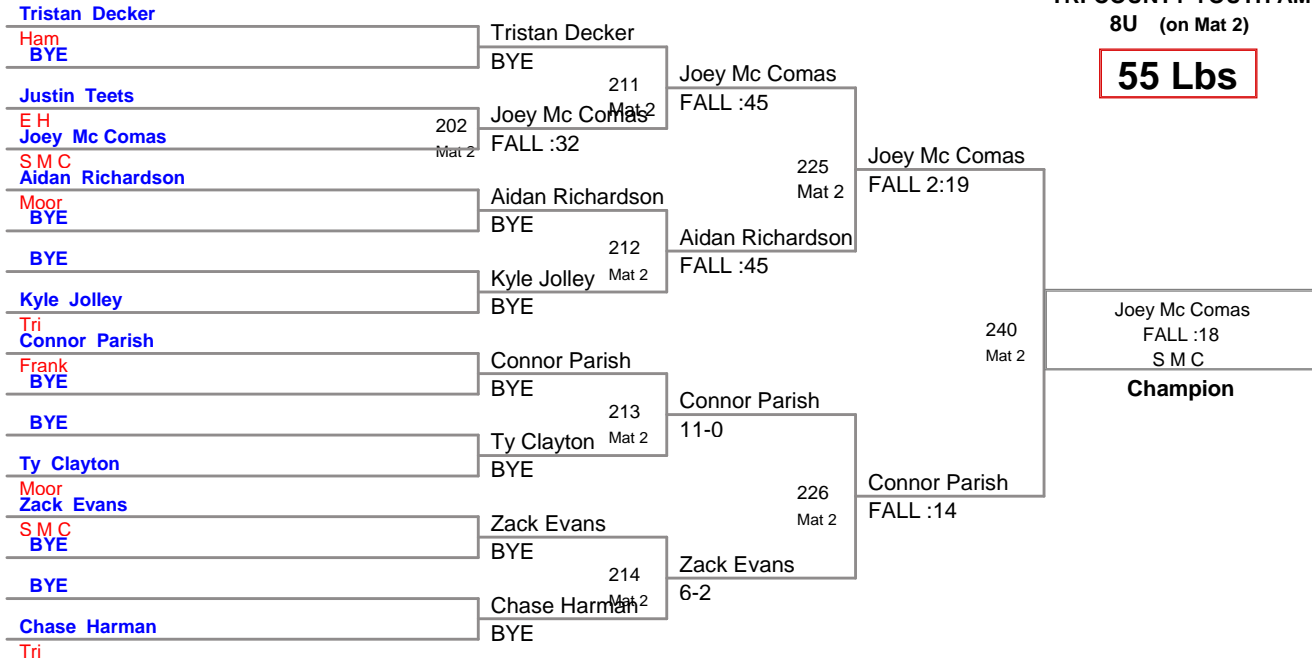 TRI COUNTY YOUTH AM
8U (on Mat 2)
55 Lbs
Tristan Decker
Ham
BYE
Justin Teets
E H
Joey Mc Comas
S M C
Aidan Richardson
Moor
BYE
BYE
Kyle Jolley
Tri
Connor Parish
Frank
BYE
BYE
Ty Clayton
Moor
Zack Evans
S M C
BYE
BYE
Chase Harman
Tri
202
Mat 2
Tristan Decker
BYE
Joey Mc Comas
FALL :32
Aidan Richardson
BYE
Kyle Jolley
BYE
Connor Parish
BYE
Ty Clayton
BYE
Zack Evans
BYE
Chase Harman
BYE
211
Mat 2
212
Mat 2
213
Mat 2
214
Mat 2
Joey Mc Comas
FALL :45
Aidan Richardson
FALL :45
Connor Parish
11-0
Zack Evans
6-2
225
Mat 2
226
Mat 2
Joey Mc Comas
FALL 2:19
Connor Parish
FALL :14
240
Mat 2
Joey Mc Comas
FALL :18
S M C
Champion